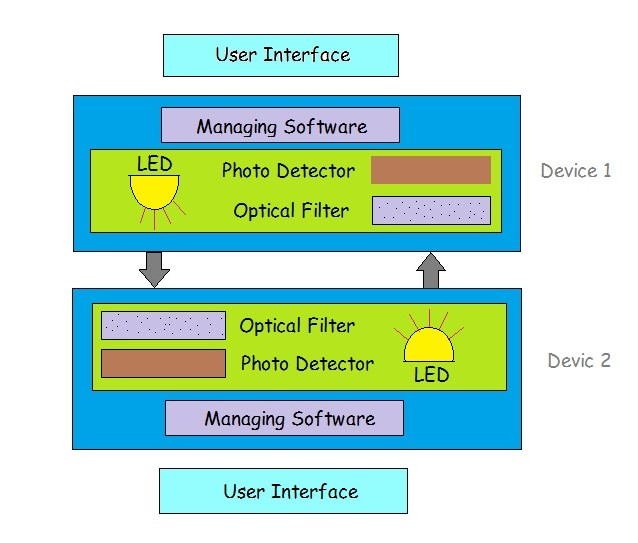 User Interface
Managing Software
LED
Photo Detector
Optical Filter
Device 1
Optical Filter
Photo Detector
LED
Devic 2
Managing Software
User Interface